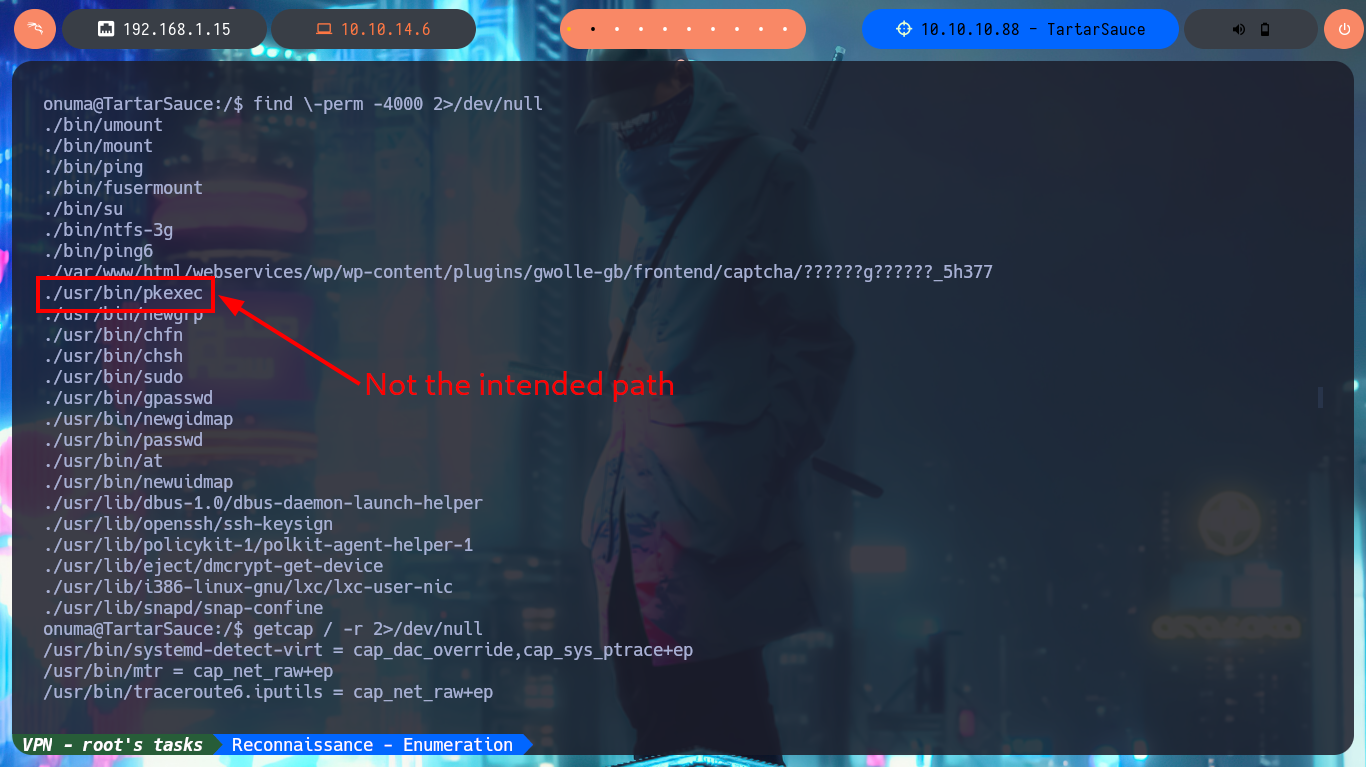 192.168.1.15
10.10.14.6
10.10.10.88 - TartarSauce
onuma@TartarSauce:/$ find \-perm -4000 2>/dev/null
./bin/umount
./bin/mount
./bin/ping
./bin/fusermount
./bin/su
./bin/ntfs-3g
./bin/ping6
./var/www/html/webservices/wp/wp-content/plugins/gwolle-gb/frontend/captcha/??????g??????_5h377
./usr/bin/pkexec
./usr/bin/newgrp
./usr/bin/chfn
./usr/bin/chsh
./usr/bin/sudo
Not the intended path
./usr/bin/gpasswd
./usr/bin/newgidmap
./usr/bin/passwd
./usr/bin/at
./usr/bin/newuidmap
./usr/lib/dbus-1.0/dbus-daemon-launch-helper
./usr/lib/openssh/ssh-keysign
./usr/lib/policykit-1/polkit-agent-helper-1
./usr/lib/eject/dmcrypt-get-device
./usr/lib/i386-linux-gnu/lxc/lxc-user-nic
./usr/lib/snapd/snap-confine
onuma@TartarSauce:/$ getcap / -r 2>/dev/null
/usr/bin/systemd-detect-virt = cap_dac_override,cap_sys_ptrace+ep
/usr/bin/mtr = cap_net_raw+ep
/usr/bin/traceroute6.iputils = cap_net_raw+ep
VPN - root's tasks
Reconnaissance - Enumeration